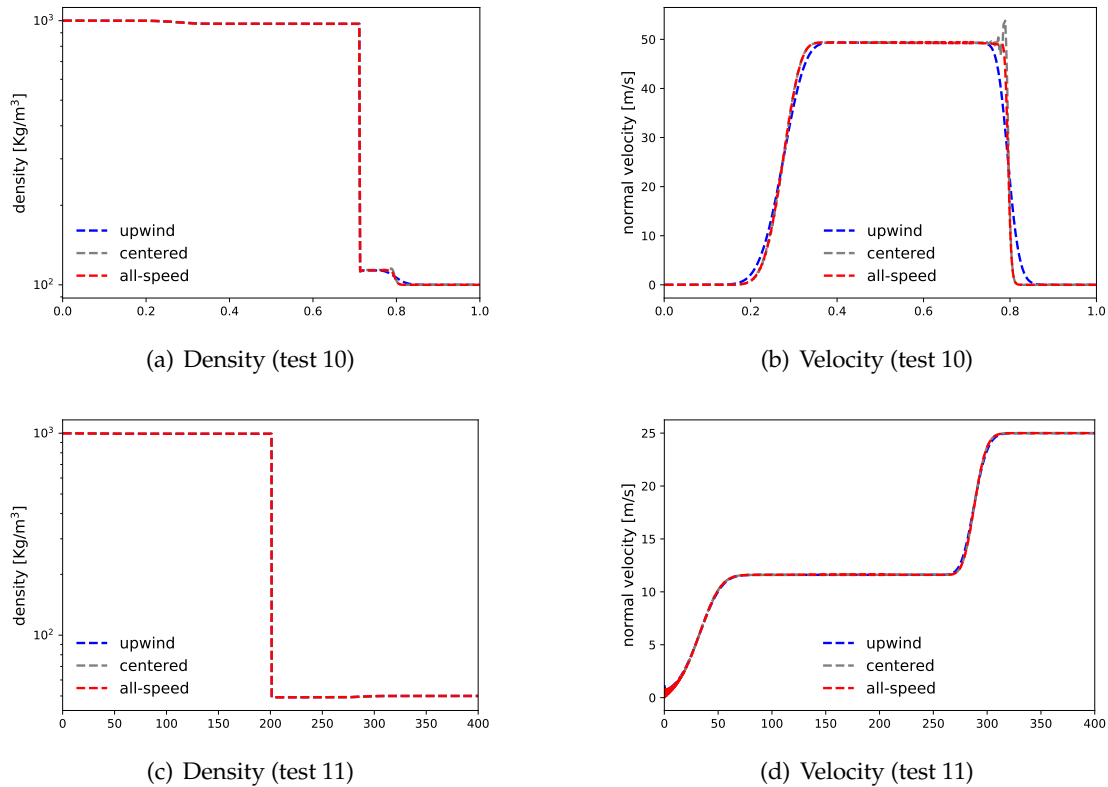 10³
density [Kg/m³]
upwind
centered
all-speed
10²
0.0 0.2 0.4 0.6 0.8 1.0
(a) Density (test 10)
50
40
30
20
10
0
normal velocity [m/s]
upwind
centered
all-speed
0.0 0.2 0.4 0.6 0.8 1.0
(b) Velocity (test 10)
10³
density [Kg/m³]
10²
upwind
centered
all-speed
0 50 100 150 200 250 300 350 400
(c) Density (test 11)
25
20
15
10
5
0
normal velocity [m/s]
upwind
centered
all-speed
0 50 100 150 200 250 300 350 400
(d) Velocity (test 11)